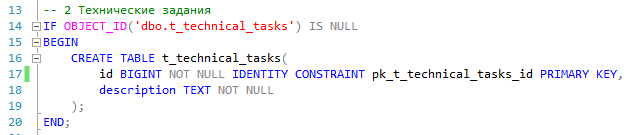 13 -- 2 Технические задания
14 IF OBJECT_ID('dbo.t_technical_tasks') IS NULL
15 BEGIN
16 CREATE TABLE t_technical_tasks(
17 id BIGINT NOT NULL IDENTITY CONSTRAINT pk_t_technical_tasks_id PRIMARY KEY,
18 description TEXT NOT NULL
19 );
20 END;